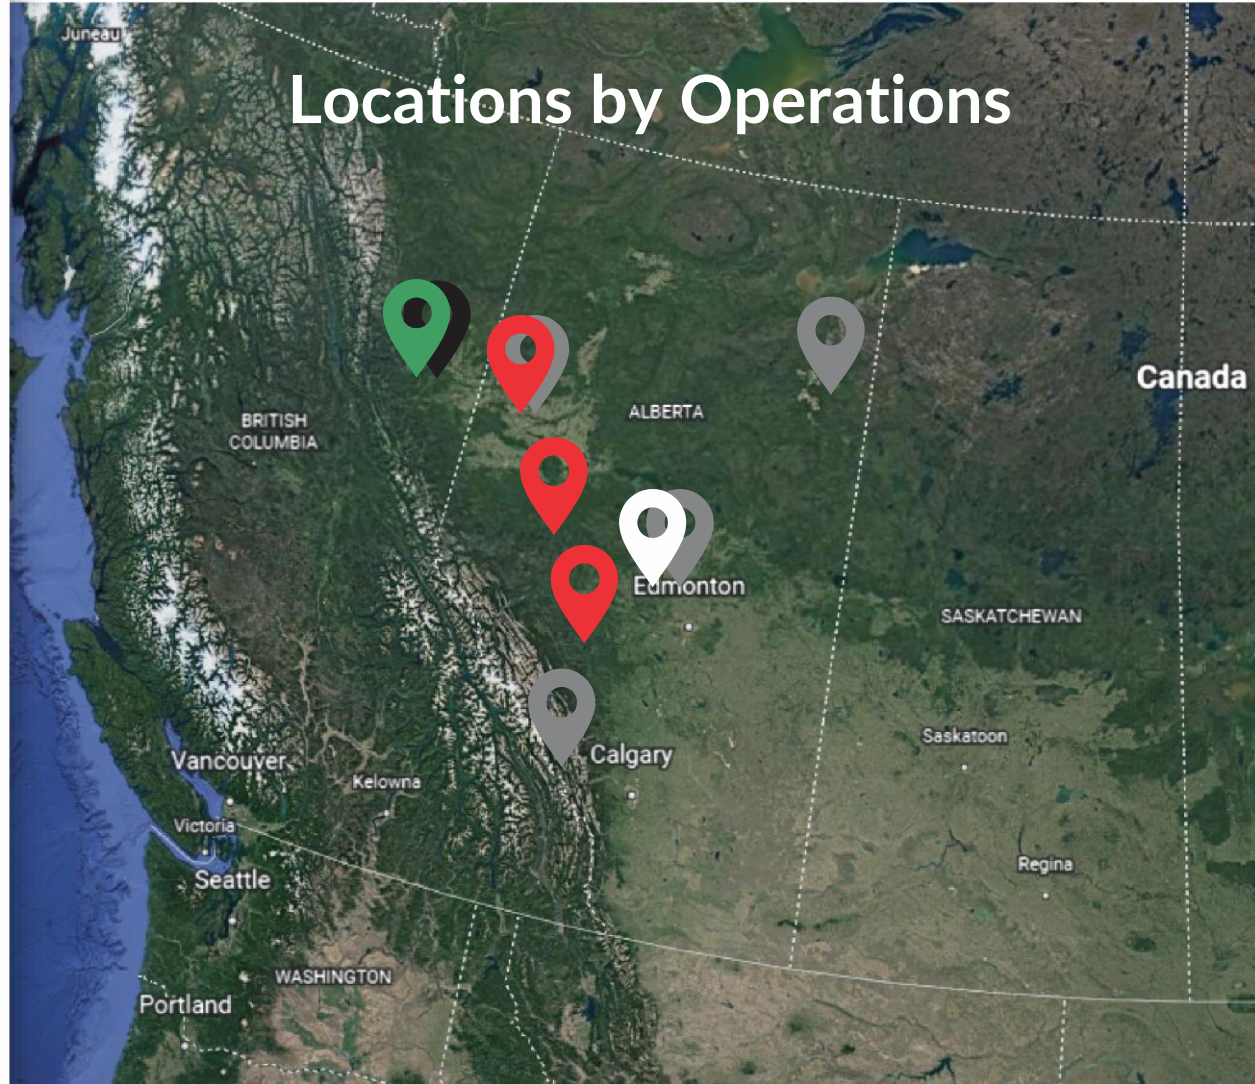 Juneau
Locations by Operations
Canada
ALBERTA
BRITISH
COLUMBIA
Edmonton
SASKATCHEWAN
Saskatoon
Calgary
Vancouver
Kelowna
Victoria
Regina
Seattle
WASHINGTON
Portland